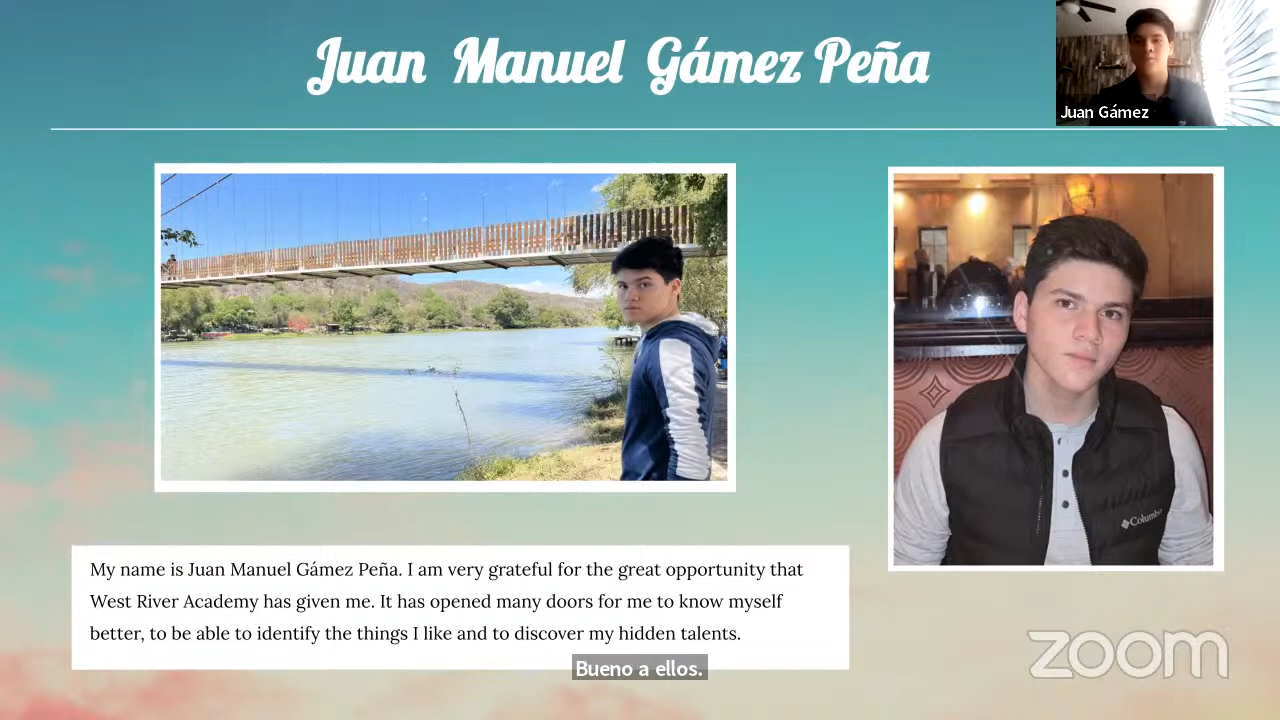 Juan Manuel Gámez Peña
Juan Gámez
Columbia
My name is Juan Manuel Gámez Peña. I am very grateful for the great opportunity that
West River Academy has given me. It has opened many doors for me to know myself
better, to be able to identify the things I like and to discover my hidden talents.
Bueno a ellos.
zoom